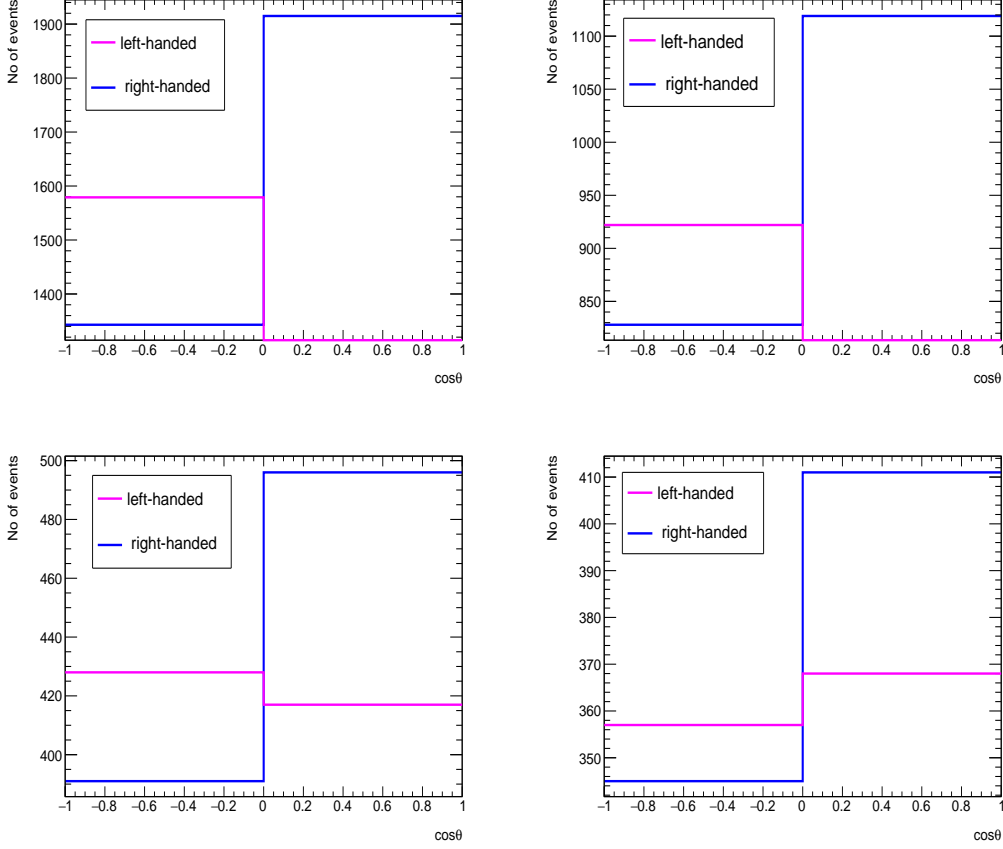 No of events
1900
1800
1700
1600
1500
1400
left-handed
right-handed
−1 −0.8 −0.6 −0.4 −0.2 0 0.2 0.4 0.6 0.8 1
cosθ
No of events
1100
1050
1000
950
900
850
left-handed
right-handed
−1 −0.8 −0.6 −0.4 −0.2 0 0.2 0.4 0.6 0.8 1
cosθ
No of events
500
480
460
440
420
400
left-handed
right-handed
−1 −0.8 −0.6 −0.4 −0.2 0 0.2 0.4 0.6 0.8 1
cosθ
No of events
410
400
390
380
370
360
350
left-handed
right-handed
−1 −0.8 −0.6 −0.4 −0.2 0 0.2 0.4 0.6 0.8 1
cosθ